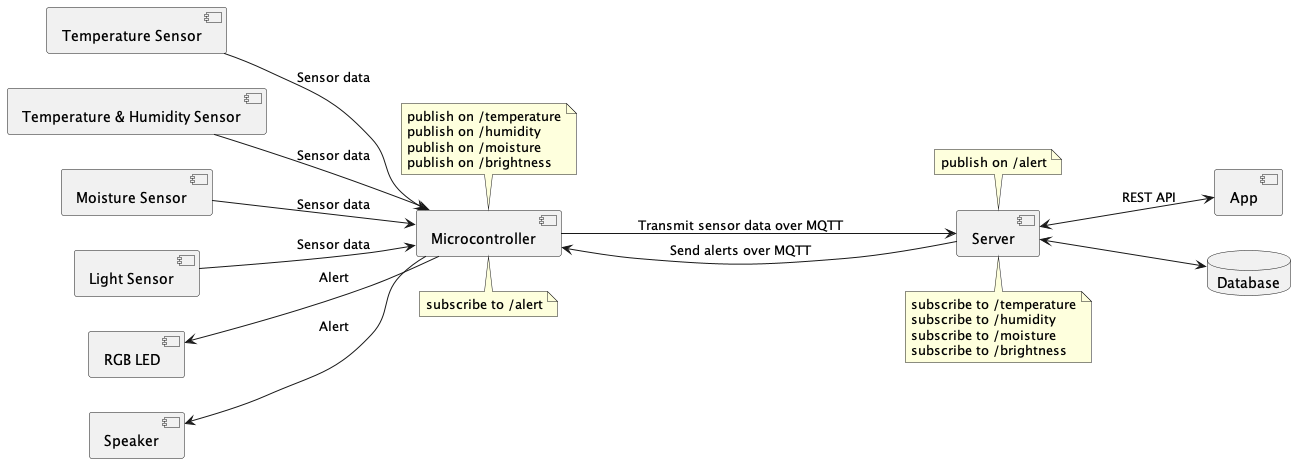 Temperature Sensor
Sensor data
Temperature & Humidity Sensor
Sensor data
Moisture Sensor
Sensor data
Light Sensor
Sensor data
RGB LED
Alert
Speaker
Alert
publish on /temperature
publish on /humidity
publish on /moisture
publish on /brightness
Microcontroller
subscribe to /alert
Transmit sensor data over MQTT
Send alerts over MQTT
publish on /alert
Server
subscribe to /temperature
subscribe to /humidity
subscribe to /moisture
subscribe to /brightness
REST API
App
Database